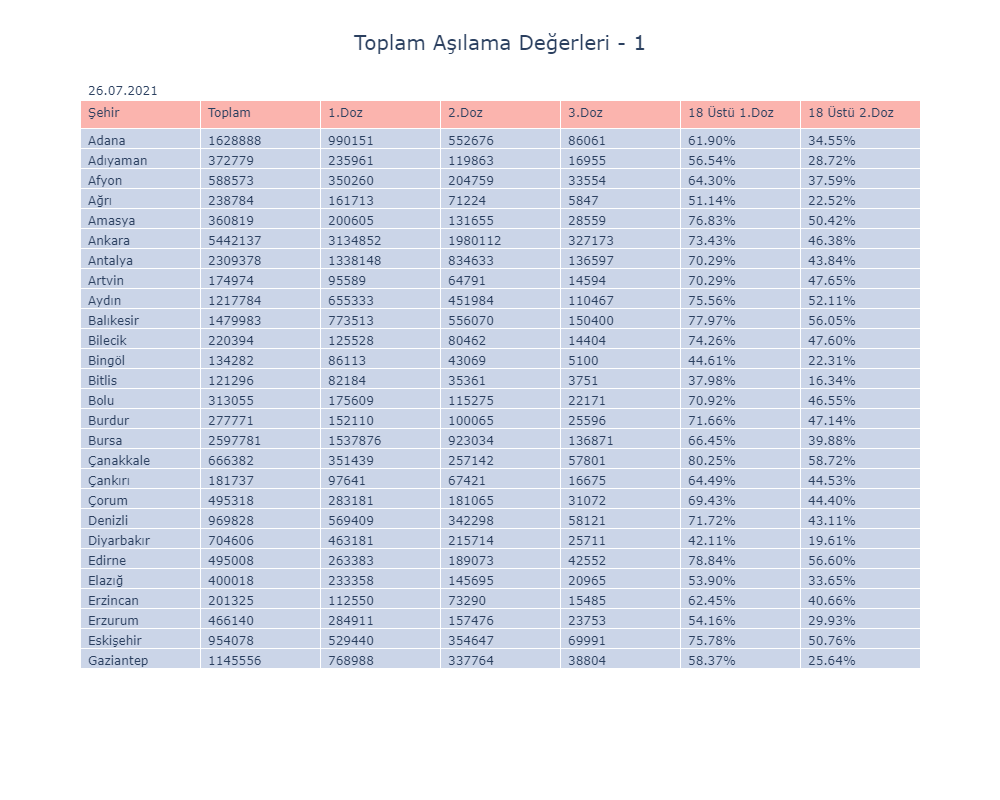 Toplam Aşılama Değerleri - 1
26.07.2021
Şehir Toplam 1.Doz 2.Doz 3.Doz 18 Üstü 1.Doz 18 Üstü 2.Doz
Adana 1628888 990151 552676 86061 61.90% 34.55%
Adıyaman 372779 235961 119863 16955 56.54% 28.72%
Afyon 588573 350260 204759 33554 64.30% 37.59%
Ağrı 238784 161713 71224 5847 51.14% 22.52%
Amasya 360819 200605 131655 28559 76.83% 50.42%
Ankara 5442137 3134852 1980112 327173 73.43% 46.38%
Antalya 2309378 1338148 834633 136597 70.29% 43.84%
Artvin 174974 95589 64791 14594 70.29% 47.65%
Aydın 1217784 655333 451984 110467 75.56% 52.11%
Balıkesir 1479983 773513 556070 150400 77.97% 56.05%
Bilecik 220394 125528 80462 14404 74.26% 47.60%
Bingöl 134282 86113 43069 5100 44.61% 22.31%
Bitlis 121296 82184 35361 3751 37.98% 16.34%
Bolu 313055 175609 115275 22171 70.92% 46.55%
Burdur 277771 152110 100065 25596 71.66% 47.14%
Bursa 2597781 1537876 923034 136871 66.45% 39.88%
Çanakkale 666382 351439 257142 57801 80.25% 58.72%
Çankırı 181737 97641 67421 16675 64.49% 44.53%
Çorum 495318 283181 181065 31072 69.43% 44.40%
Denizli 969828 569409 342298 58121 71.72% 43.11%
Diyarbakır 704606 463181 215714 25711 42.11% 19.61%
Edirne 495008 263383 189073 42552 78.84% 56.60%
Elazığ 400018 233358 145695 20965 53.90% 33.65%
Erzincan 201325 112550 73290 15485 62.45% 40.66%
Erzurum 466140 284911 157476 23753 54.16% 29.93%
Eskişehir 954078 529440 354647 69991 75.78% 50.76%
Gaziantep 1145556 768988 337764 38804 58.37% 25.64%